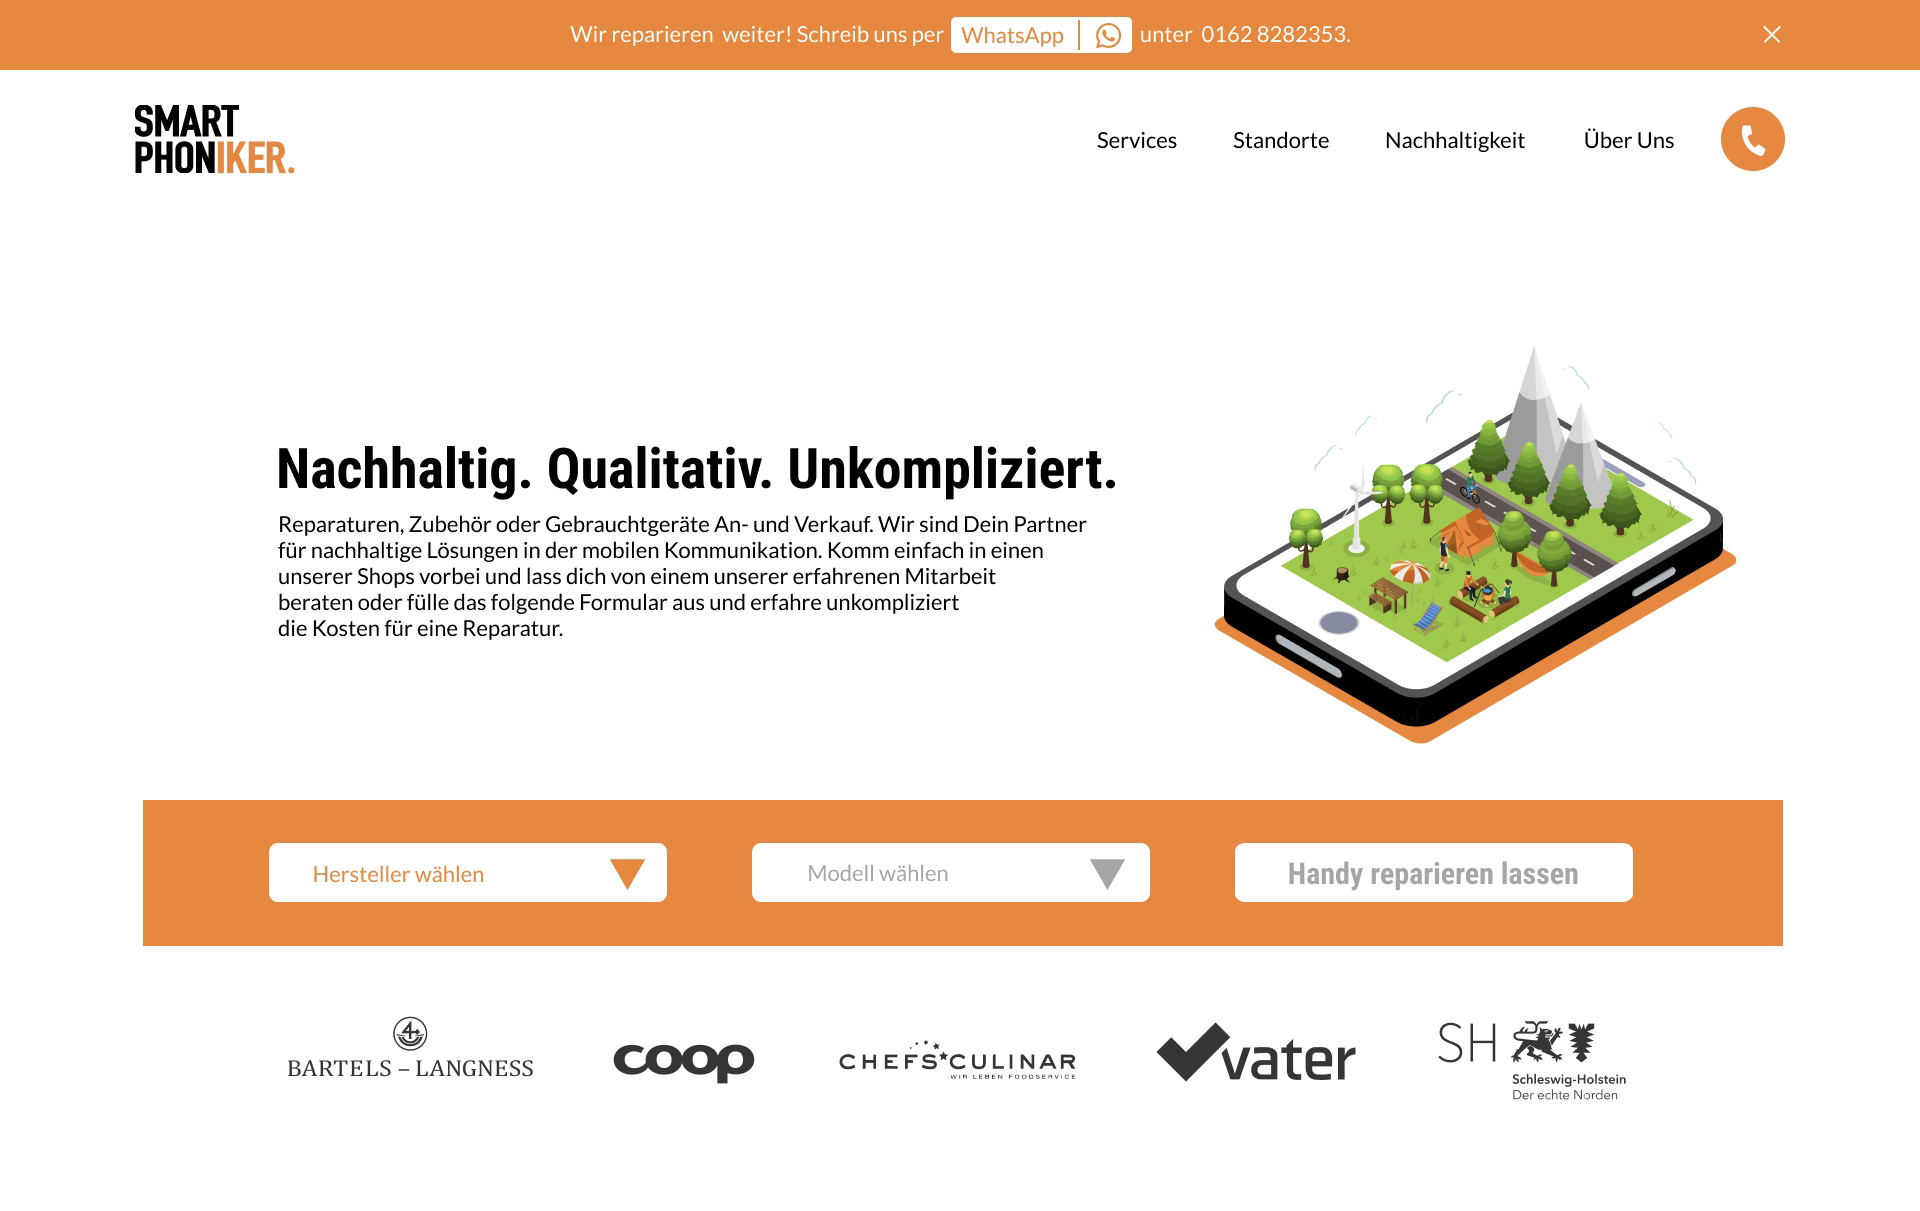 Wir reparieren weiter! Schreib uns per WhatsApp unter 0162 8282353.
SMART
PHONIKER.
Services Standorte Nachhaltigkeit Über Uns
Nachhaltig. Qualitativ. Unkompliziert.
Reparaturen, Zubehör oder Gebrauchtgeräte An- und Verkauf. Wir sind Dein Partner
für nachhaltige Lösungen in der mobilen Kommunikation. Komm einfach in einen
unserer Shops vorbei und lass dich von einem unserer erfahrenen Mitarbeit
beraten oder fülle das folgende Formular aus und erfahre unkompliziert
die Kosten für eine Reparatur.
Hersteller wählen
Modell wählen
Handy reparieren lassen
BARTELS – LANGNESS
coop
CHEFS CULINAR
WIR LEBEN FOODSERVICE
vater
SH
Schleswig-Holstein
Der echte Norden